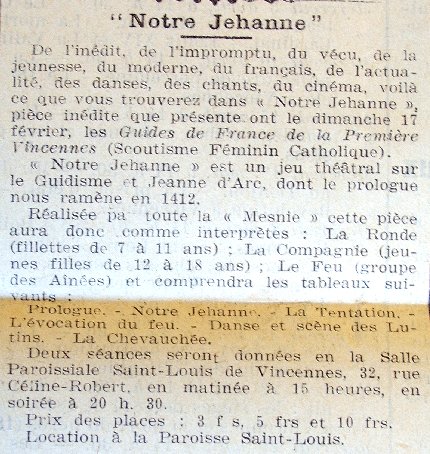 “Notre Jehanne”
De l'inédit, de l'impromptu, du vécu, de la
jeunesse, du moderne, du français, de l'actua-
lité, des danses, des chants, du cinéma, voilà
ce que vous trouverez dans « Notre Jehanne »,
pièce inédite que présente ont le dimanche 17
février, les Guides de France de la Première
Vincennes (Scoutisme Féminin Catholique).
« Notre Jehanne » est un jeu théâtral sur
le Guidisme et Jeanne d'Arc, dont le prologue
nous ramène en 1412.
Réalisée pa toute la « Mesnie » cette pièce
aura donc comme interprètes : La Ronde
(fillettes de 7 à 11 ans) ; La Compagnie (jeu-
nes filles de 12 à 18 ans) ; Le Feu (groupe
des Aînées) et comprendra les tableaux sui-
vants :
Prologue. - Notre Jehanne. - La Tentation. -
L'évocation du feu. - Danse et scène des Lu-
tins. - La Chevauchée.
Deux séances seront données en la Salle
Paroissiale Saint-Louis de Vincennes, 32, rue
Céline-Robert, en matinée à 15 heures, en
soirée à 20 h. 30.
Prix des places : 3 f s, 5 frs et 10 frs.
Location à la Paroisse Saint-Louis.